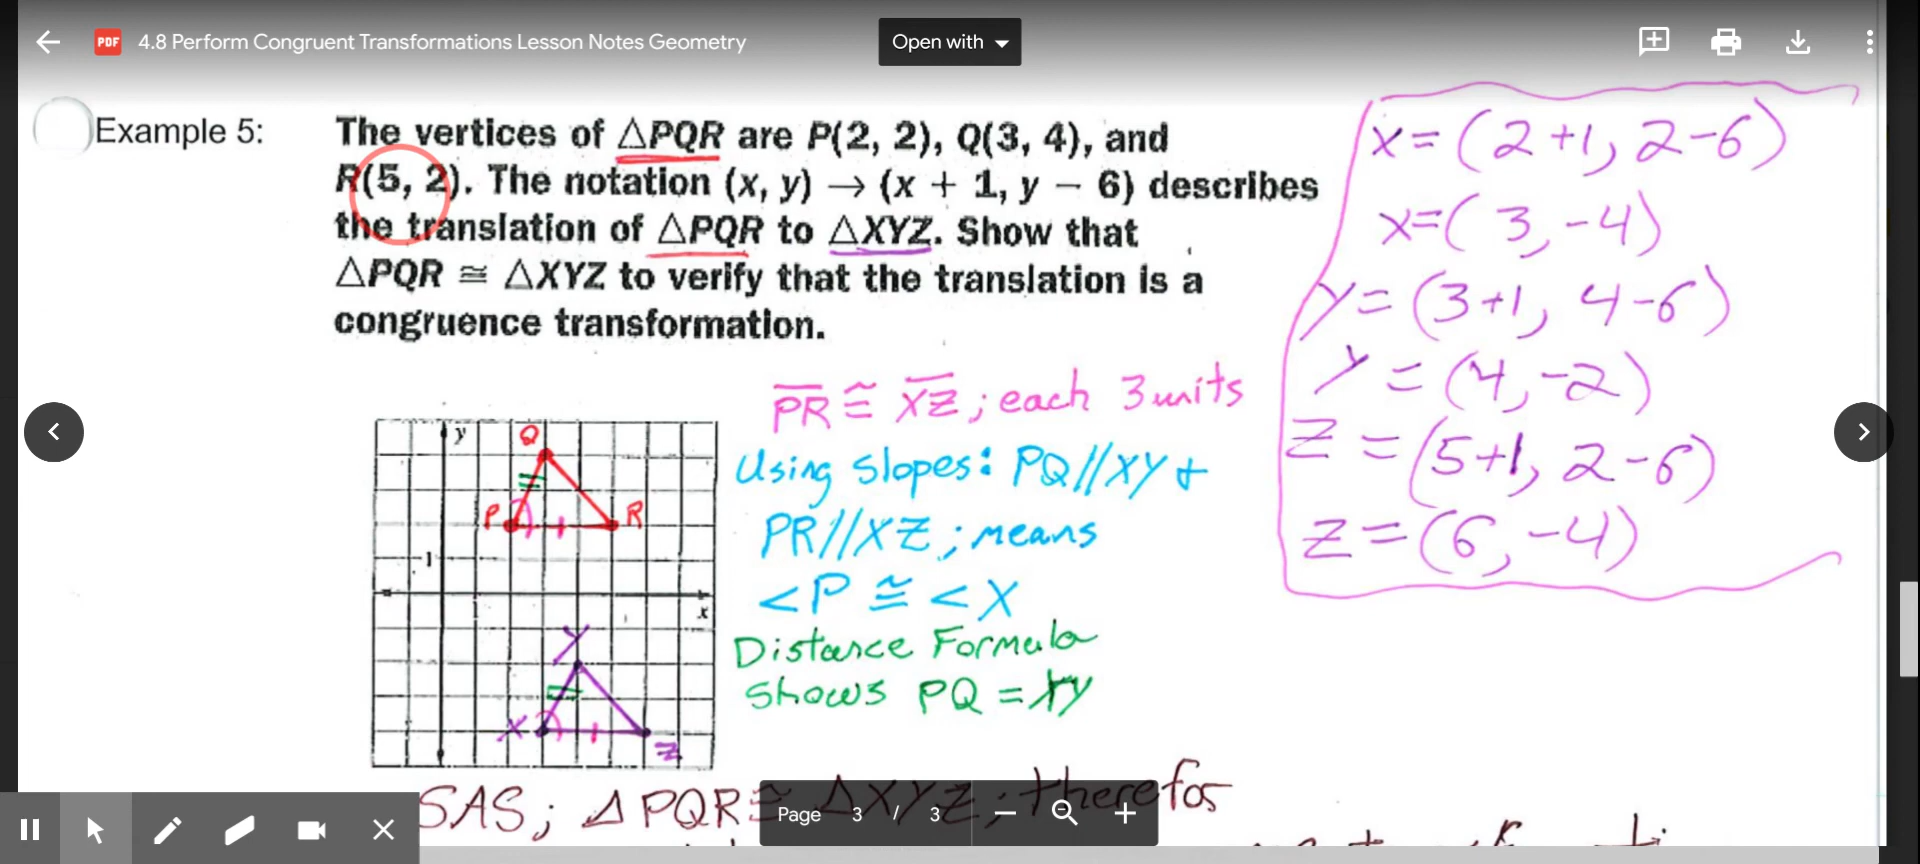 4.8 Perform Congruent Transformations Lesson Notes Geometry
PDF
Open with
Example 5:
The vertices of △PQR are P(2, 2), Q(3, 4), and
R(5, 2). The notation (x, y) → (x + 1, y − 6) describes
the translation of △PQR to △XYZ. Show that
△PQR ≅ △XYZ to verify that the translation is a
congruence transformation.
x=(2+1, 2-6)
x=(3,-4)
y=(3+1, 4-6)
y=(4,-2)
z=(5+1, 2-6)
z=(6,-4)
PR ≅ XZ; each 3 units
Using slopes: PQ//XY +
PR//XZ; means
<P ≅ <X
Distance Formula
shows PQ = XY
y
Q
P
R
1
x
Y
X
Z
SAS; △PQR ≅ △XYZ; therefor
Page 3 / 3